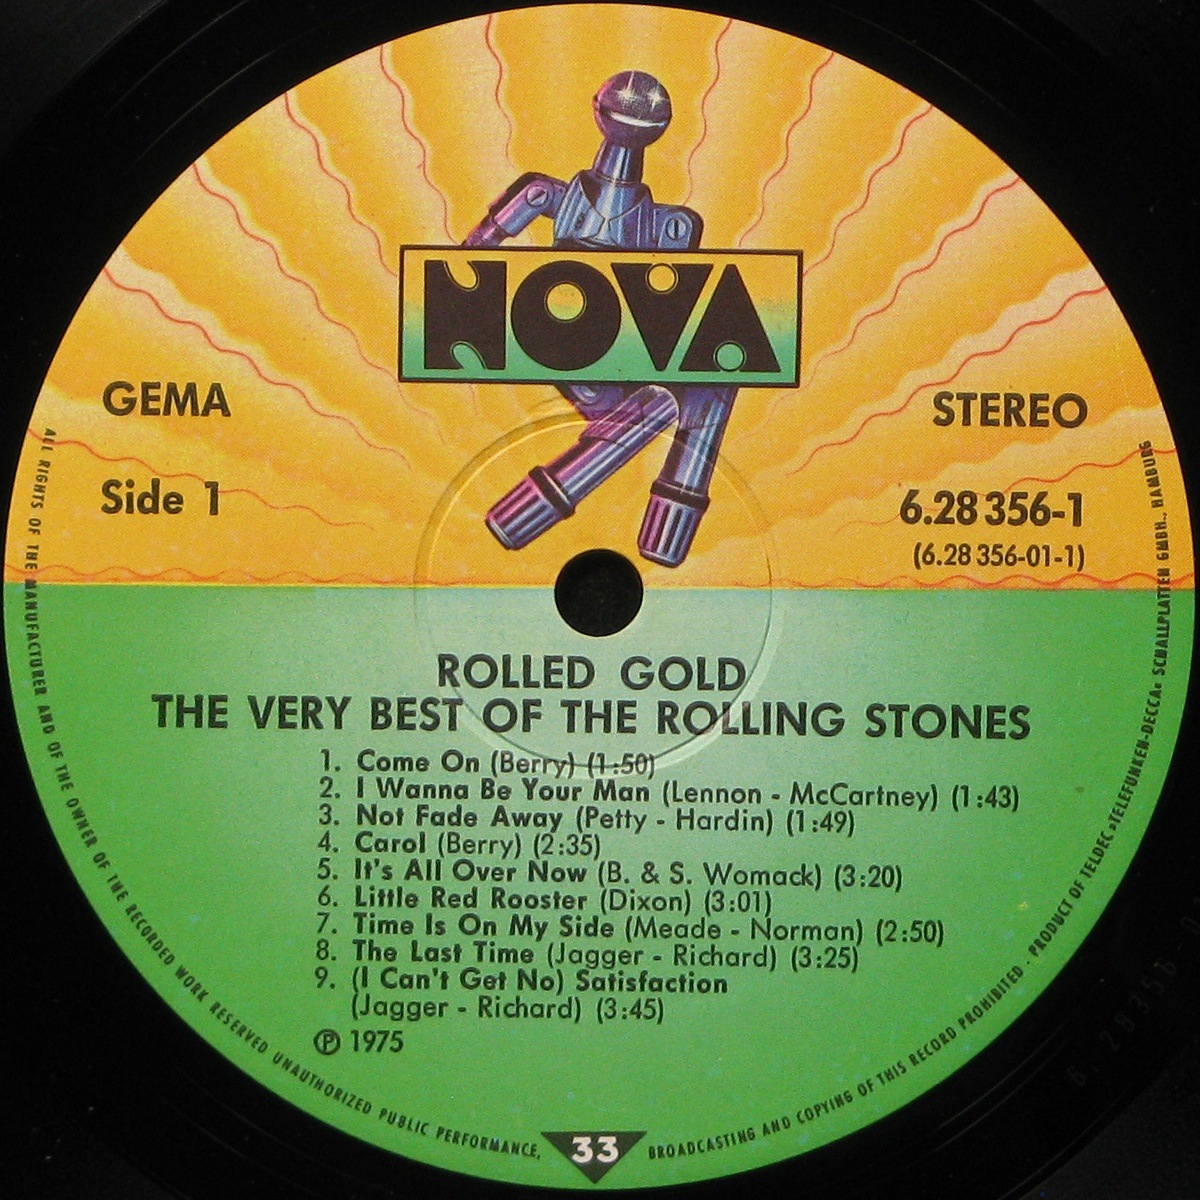 NOVA
GEMA
STEREO
Side 1
6.28 356-1
(6.28 356-01-1)
ROLLED GOLD
THE VERY BEST OF THE ROLLING STONES
1. Come On (Berry) (1:50)
2. I Wanna Be Your Man (Lennon - McCartney) (1:43)
3. Not Fade Away (Petty - Hardin) (1:49)
4. Carol (Berry) (2:35)
5. It's All Over Now (B. & S. Womack) (3:20)
6. Little Red Rooster (Dixon) (3:01)
7. Time Is On My Side (Meade - Norman) (2:50)
8. The Last Time (Jagger - Richard) (3:25)
9. (I Can't Get No) Satisfaction
(Jagger - Richard) (3:45)
Ⓟ 1975
ALL RIGHTS OF THE MANUFACTURER AND OF THE OWNER OF THE RECORDED WORK RESERVED UNAUTHORIZED PUBLIC PERFORMANCE,
33
BROADCASTING AND COPYING OF THIS RECORD PROHIBITED · PRODUCT OF TELDEC »TELEFUNKEN-DECCA« SCHALLPLATTEN GMBH., HAMBURG